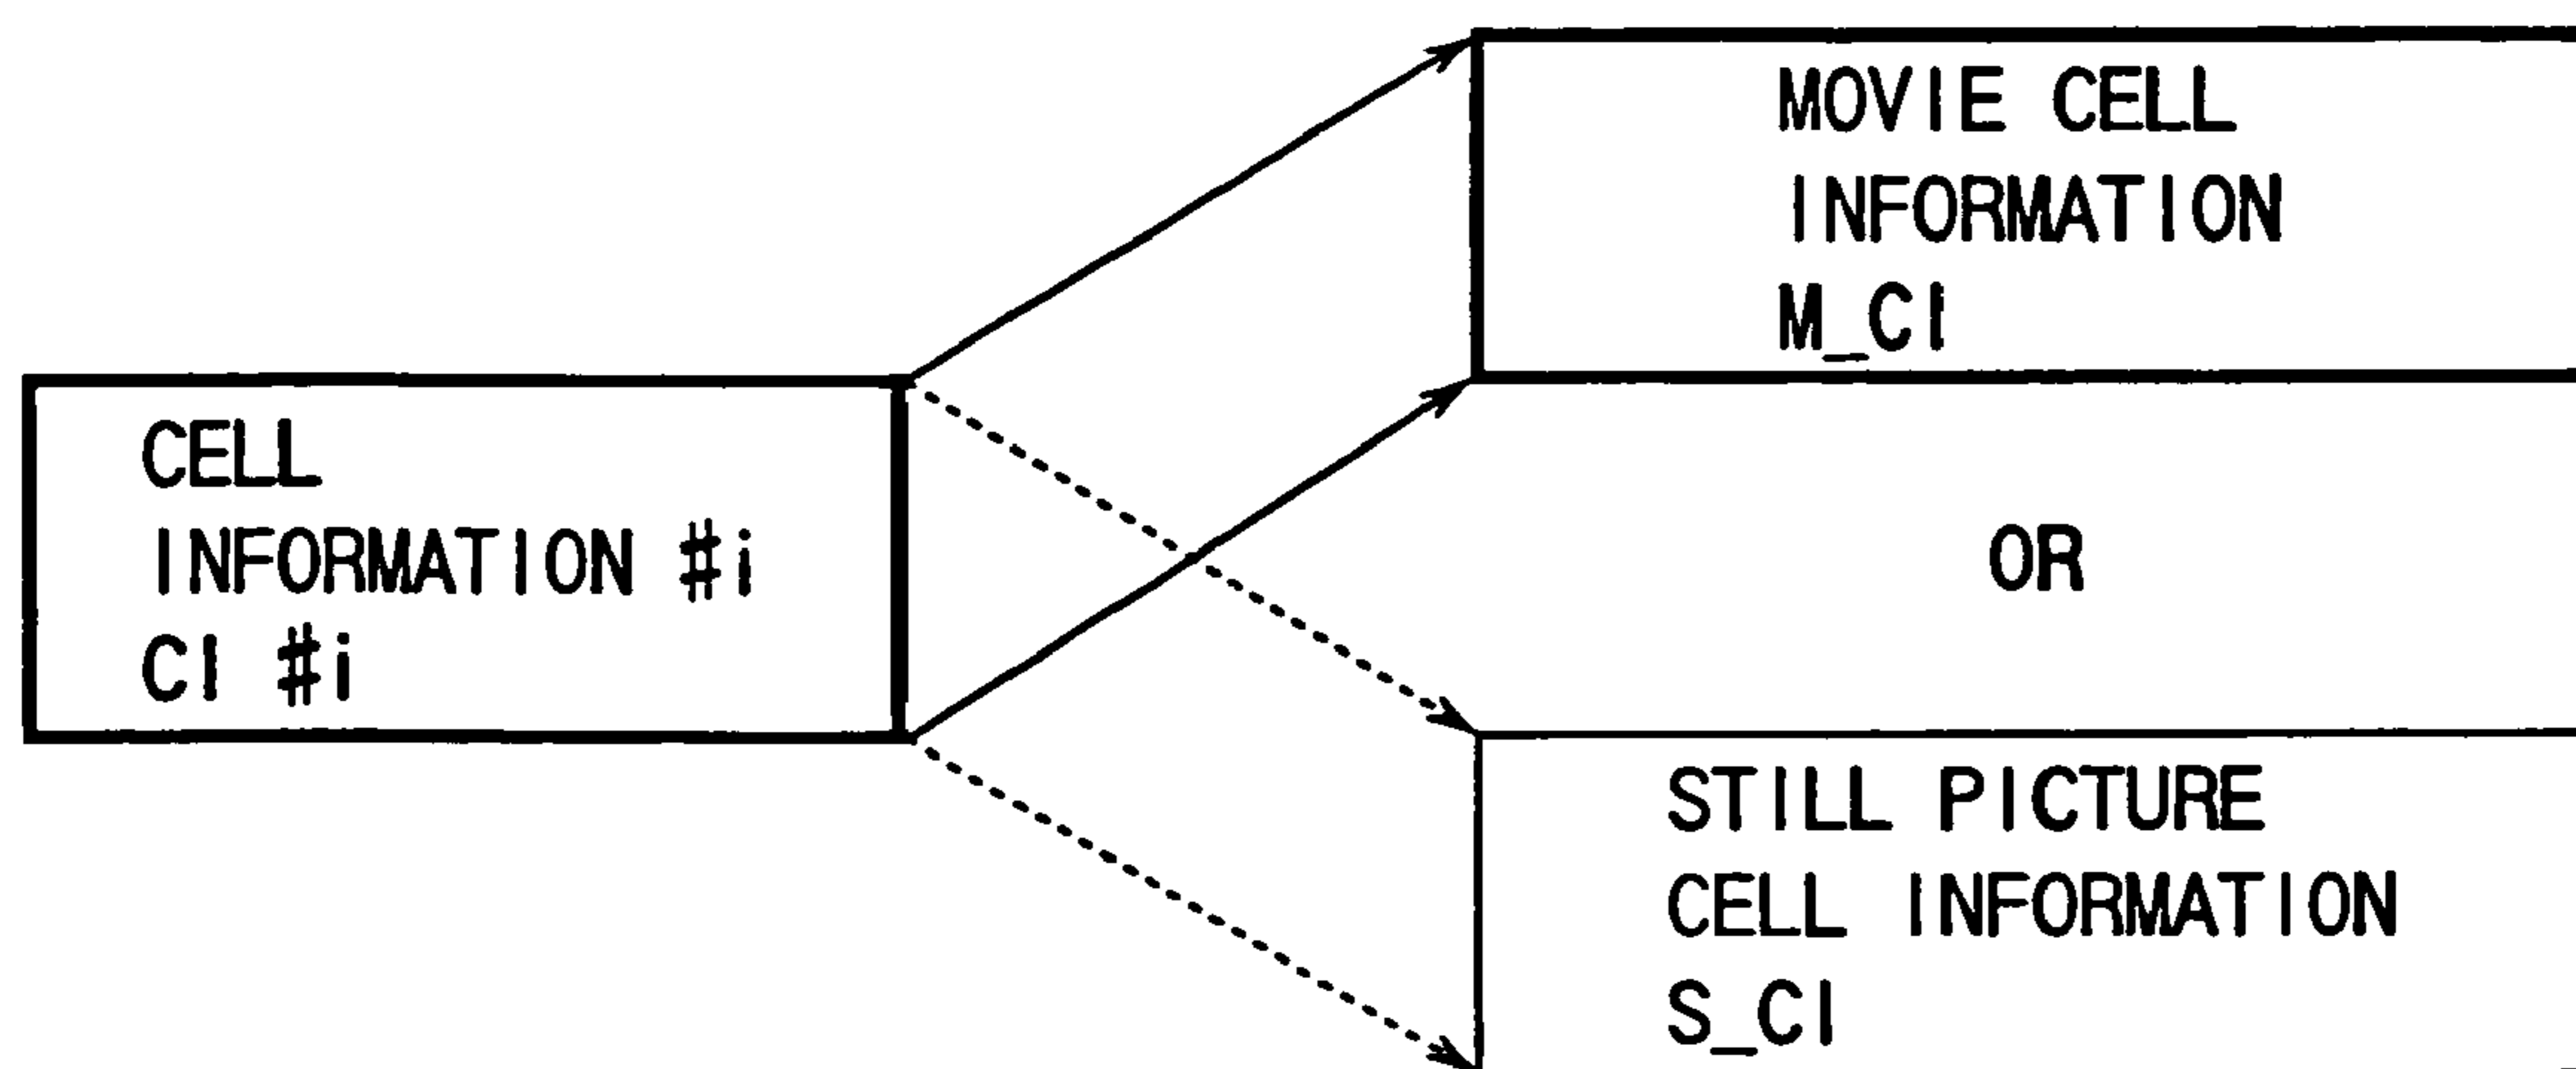 MOVIE CELL
INFORMATION
M_CI
CELL
INFORMATION #i
CI #i
OR
STILL PICTURE
CELL INFORMATION
S_CI